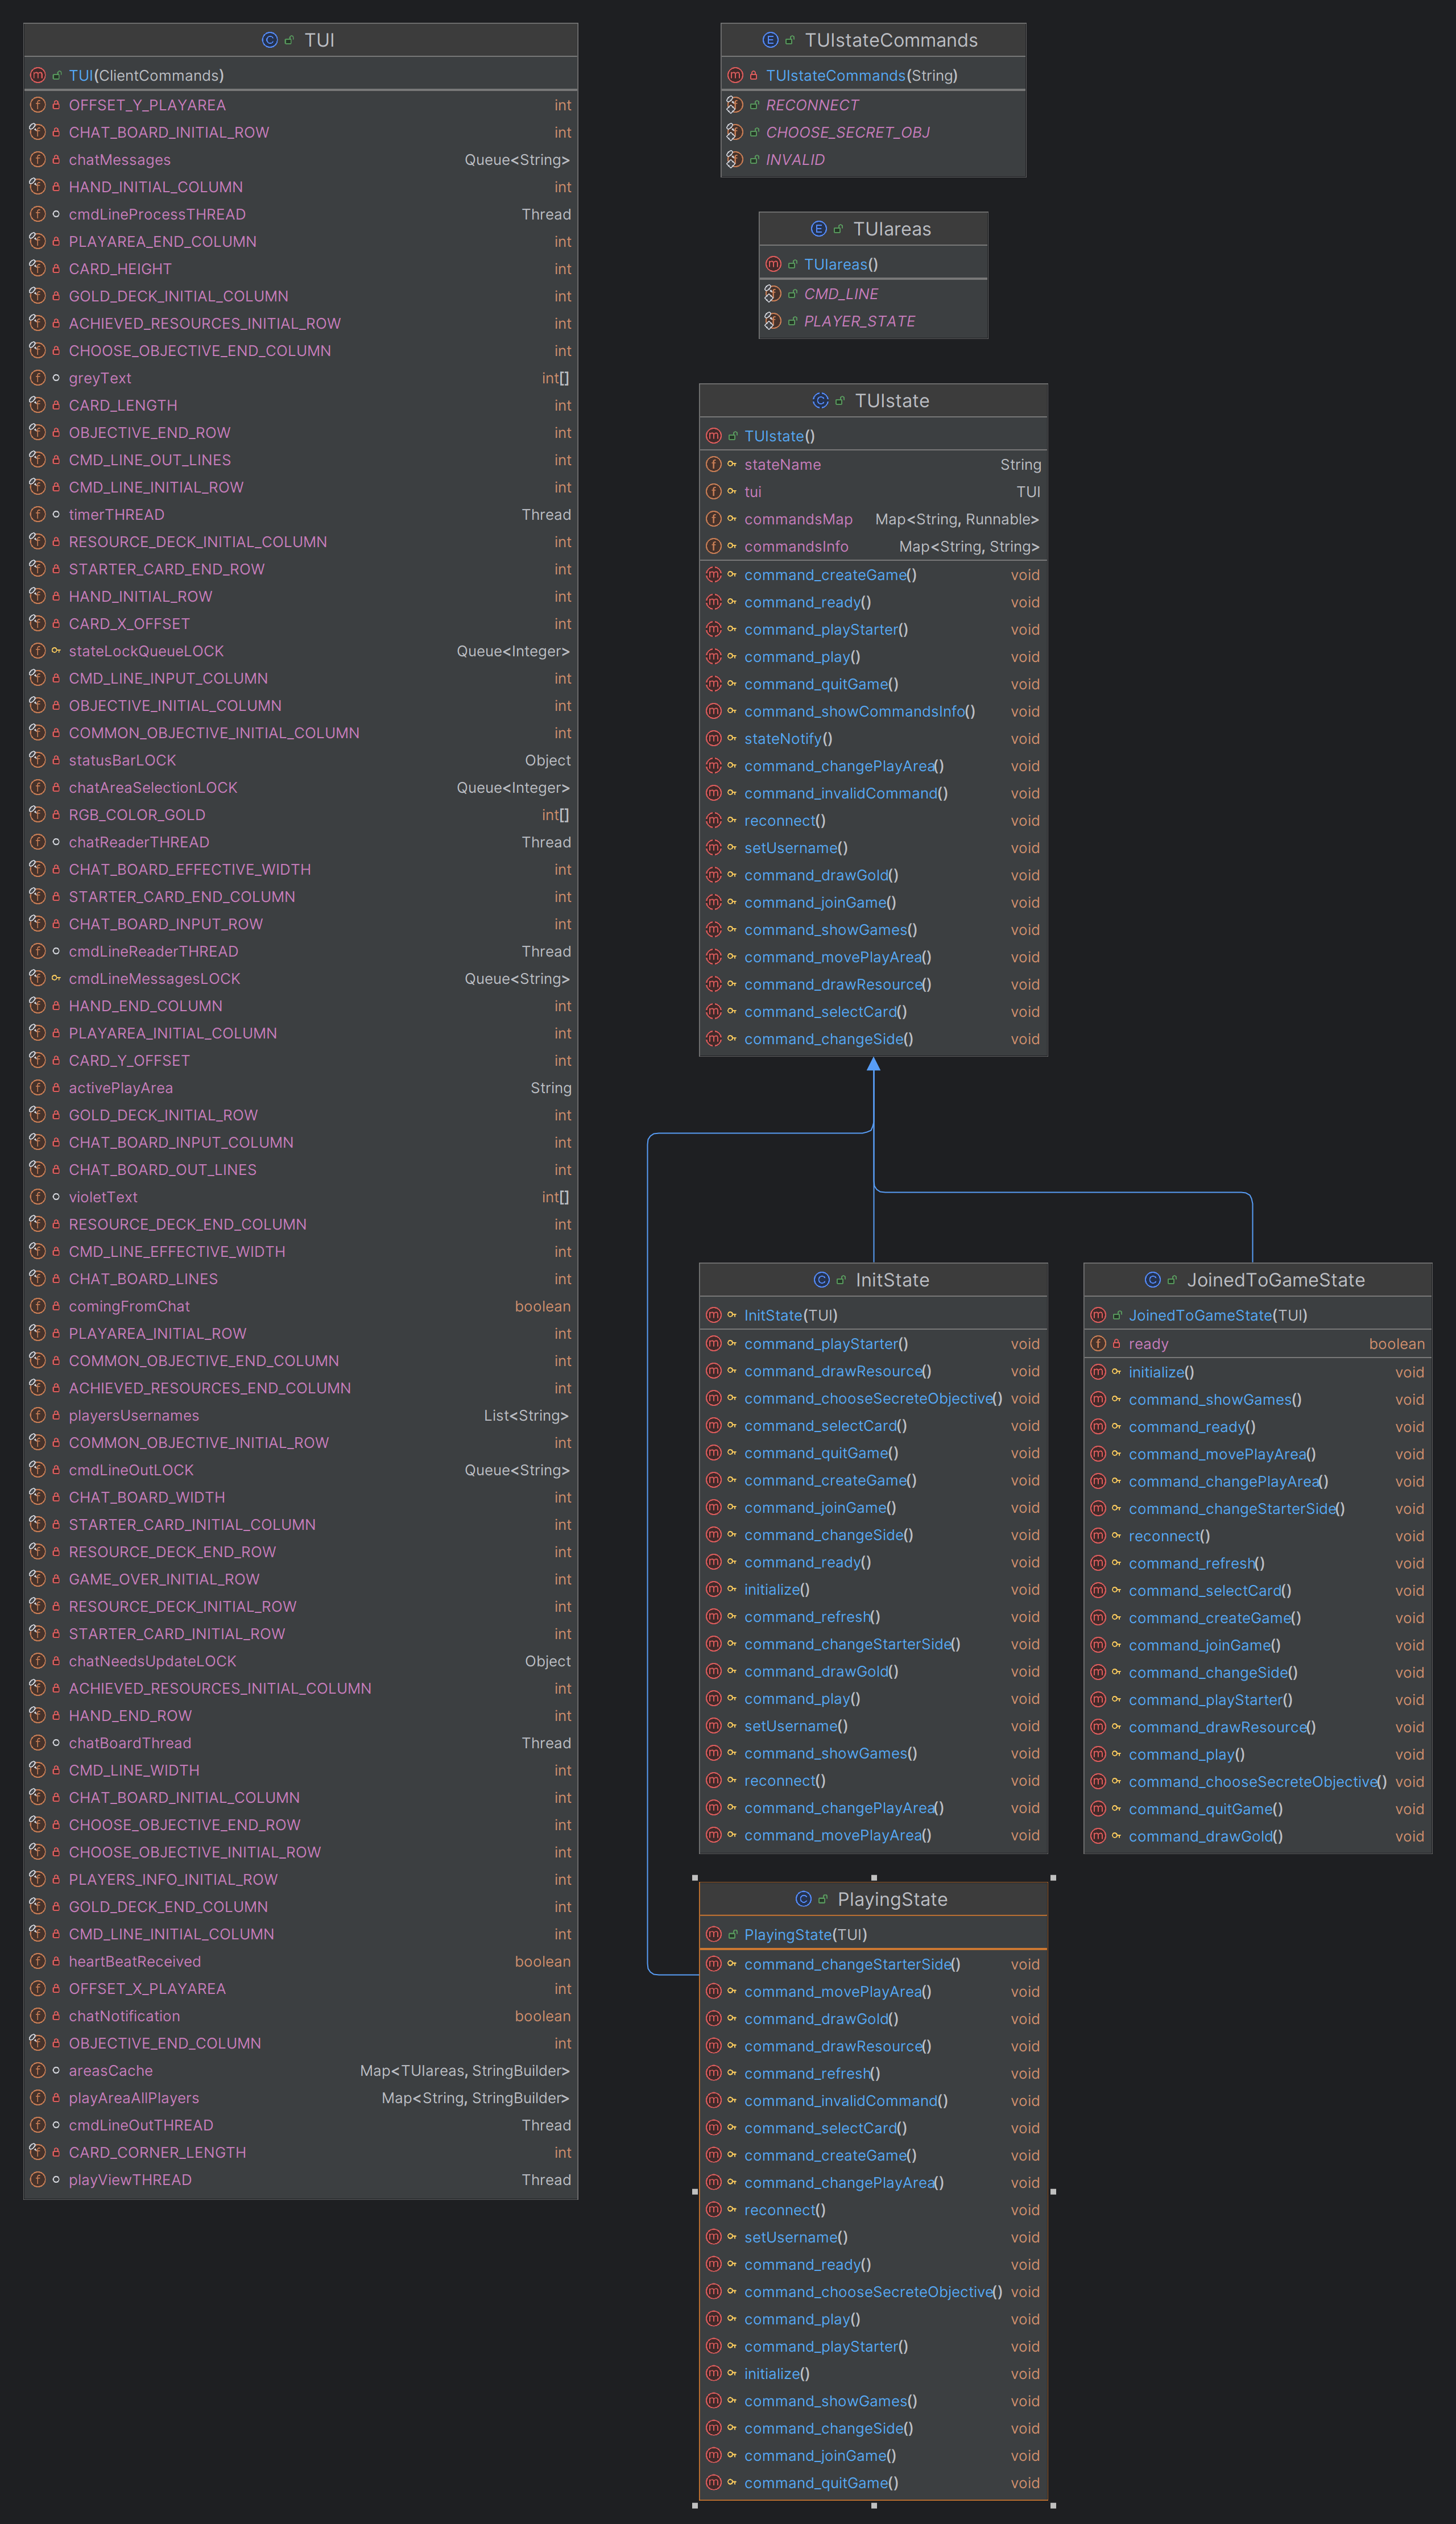 TUI
TUI(ClientCommands)
OFFSET_Y_PLAYAREA int
CHAT_BOARD_INITIAL_ROW int
chatMessages Queue<String>
HAND_INITIAL_COLUMN int
cmdLineProcessTHREAD Thread
PLAYAREA_END_COLUMN int
CARD_HEIGHT int
GOLD_DECK_INITIAL_COLUMN int
ACHIEVED_RESOURCES_INITIAL_ROW int
CHOOSE_OBJECTIVE_END_COLUMN int
greyText int[]
CARD_LENGTH int
OBJECTIVE_END_ROW int
CMD_LINE_OUT_LINES int
CMD_LINE_INITIAL_ROW int
timerTHREAD Thread
RESOURCE_DECK_INITIAL_COLUMN int
STARTER_CARD_END_ROW int
HAND_INITIAL_ROW int
CARD_X_OFFSET int
stateLockQueueLOCK Queue<Integer>
CMD_LINE_INPUT_COLUMN int
OBJECTIVE_INITIAL_COLUMN int
COMMON_OBJECTIVE_INITIAL_COLUMN int
statusBarLOCK Object
chatAreaSelectionLOCK Queue<Integer>
RGB_COLOR_GOLD int[]
chatReaderTHREAD Thread
CHAT_BOARD_EFFECTIVE_WIDTH int
STARTER_CARD_END_COLUMN int
CHAT_BOARD_INPUT_ROW int
cmdLineReaderTHREAD Thread
cmdLineMessagesLOCK Queue<String>
HAND_END_COLUMN int
PLAYAREA_INITIAL_COLUMN int
CARD_Y_OFFSET int
activePlayArea String
GOLD_DECK_INITIAL_ROW int
CHAT_BOARD_INPUT_COLUMN int
CHAT_BOARD_OUT_LINES int
violetText int[]
RESOURCE_DECK_END_COLUMN int
CMD_LINE_EFFECTIVE_WIDTH int
CHAT_BOARD_LINES int
comingFromChat boolean
PLAYAREA_INITIAL_ROW int
COMMON_OBJECTIVE_END_COLUMN int
ACHIEVED_RESOURCES_END_COLUMN int
playersUsernames List<String>
COMMON_OBJECTIVE_INITIAL_ROW int
cmdLineOutLOCK Queue<String>
CHAT_BOARD_WIDTH int
STARTER_CARD_INITIAL_COLUMN int
RESOURCE_DECK_END_ROW int
GAME_OVER_INITIAL_ROW int
RESOURCE_DECK_INITIAL_ROW int
STARTER_CARD_INITIAL_ROW int
chatNeedsUpdateLOCK Object
ACHIEVED_RESOURCES_INITIAL_COLUMN int
HAND_END_ROW int
chatBoardThread Thread
CMD_LINE_WIDTH int
CHAT_BOARD_INITIAL_COLUMN int
CHOOSE_OBJECTIVE_END_ROW int
CHOOSE_OBJECTIVE_INITIAL_ROW int
PLAYERS_INFO_INITIAL_ROW int
GOLD_DECK_END_COLUMN int
CMD_LINE_INITIAL_COLUMN int
heartBeatReceived boolean
OFFSET_X_PLAYAREA int
chatNotification boolean
OBJECTIVE_END_COLUMN int
areasCache Map<TUIareas, StringBuilder>
playAreaAllPlayers Map<String, StringBuilder>
cmdLineOutTHREAD Thread
CARD_CORNER_LENGTH int
playViewTHREAD Thread
TUIstateCommands
TUIstateCommands(String)
RECONNECT
CHOOSE_SECRET_OBJ
INVALID
TUIareas
TUIareas()
CMD_LINE
PLAYER_STATE
TUIstate
TUIstate()
stateName String
tui TUI
commandsMap Map<String, Runnable>
commandsInfo Map<String, String>
command_createGame() void
command_ready() void
command_playStarter() void
command_play() void
command_quitGame() void
command_showCommandsInfo() void
stateNotify() void
command_changePlayArea() void
command_invalidCommand() void
reconnect() void
setUsername() void
command_drawGold() void
command_joinGame() void
command_showGames() void
command_movePlayArea() void
command_drawResource() void
command_selectCard() void
command_changeSide() void
InitState
InitState(TUI)
command_playStarter() void
command_drawResource() void
command_chooseSecreteObjective() void
command_selectCard() void
command_quitGame() void
command_createGame() void
command_joinGame() void
command_changeSide() void
command_ready() void
initialize() void
command_refresh() void
command_changeStarterSide() void
command_drawGold() void
command_play() void
setUsername() void
command_showGames() void
reconnect() void
command_changePlayArea() void
command_movePlayArea() void
JoinedToGameState
JoinedToGameState(TUI)
ready boolean
initialize() void
command_showGames() void
command_ready() void
command_movePlayArea() void
command_changePlayArea() void
command_changeStarterSide() void
reconnect() void
command_refresh() void
command_selectCard() void
command_createGame() void
command_joinGame() void
command_changeSide() void
command_playStarter() void
command_drawResource() void
command_play() void
command_chooseSecreteObjective() void
command_quitGame() void
command_drawGold() void
PlayingState
PlayingState(TUI)
command_changeStarterSide() void
command_movePlayArea() void
command_drawGold() void
command_drawResource() void
command_refresh() void
command_invalidCommand() void
command_selectCard() void
command_createGame() void
command_changePlayArea() void
reconnect() void
setUsername() void
command_ready() void
command_chooseSecreteObjective() void
command_play() void
command_playStarter() void
initialize() void
command_showGames() void
command_changeSide() void
command_joinGame() void
command_quitGame() void